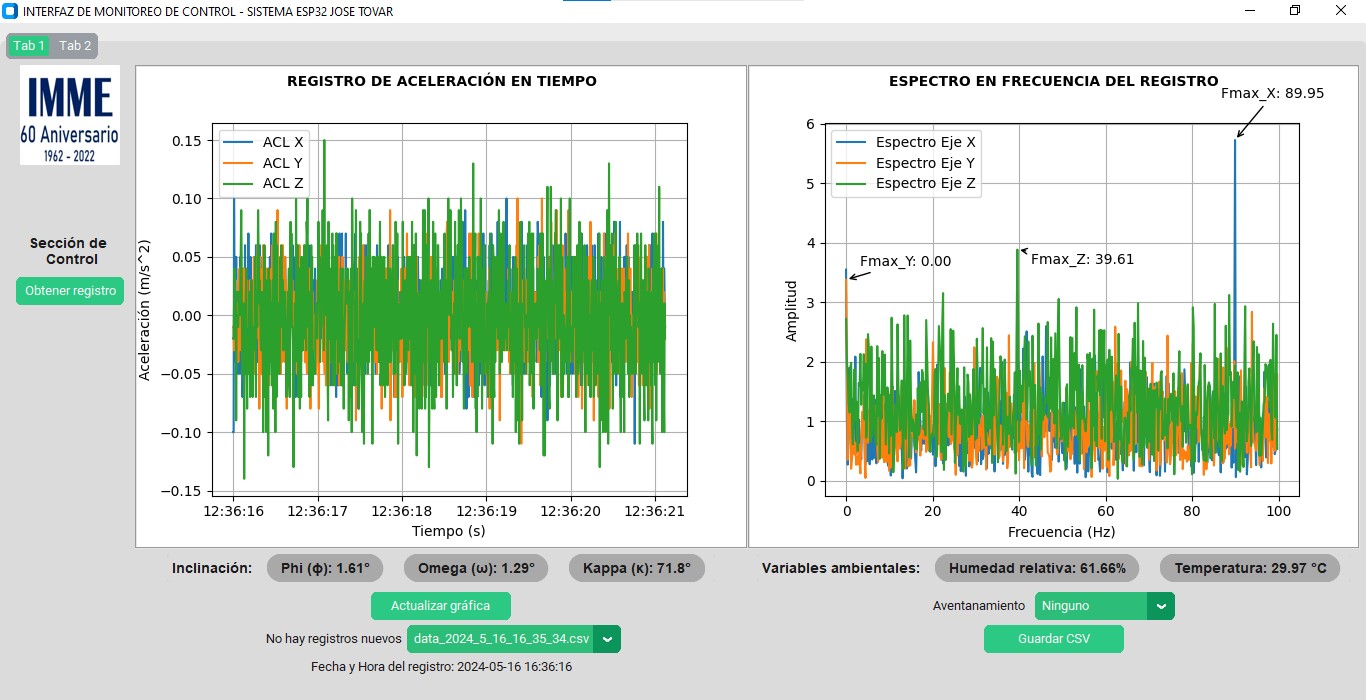 INTERFAZ DE MONITOREO DE CONTROL - SISTEMA ESP32 JOSE TOVAR
Tab 1 Tab 2
IMME
60 Aniversario
1962 - 2022
Sección de
Control
Obtener registro
REGISTRO DE ACELERACIÓN EN TIEMPO
ACL X
ACL Y
ACL Z
Aceleración (m/s^2)
0.15
0.10
0.05
0.00
−0.05
−0.10
−0.15
12:36:16 12:36:17 12:36:18 12:36:19 12:36:20 12:36:21
Tiempo (s)
ESPECTRO EN FRECUENCIA DEL REGISTRO
Fmax_X: 89.95
Espectro Eje X
Espectro Eje Y
Espectro Eje Z
Fmax_Y: 0.00
Fmax_Z: 39.61
Amplitud
6
5
4
3
2
1
0
0 20 40 60 80 100
Frecuencia (Hz)
Inclinación: Phi (ϕ): 1.61° Omega (ω): 1.29° Kappa (κ): 71.8°
Variables ambientales: Humedad relativa: 61.66% Temperatura: 29.97 °C
Actualizar gráfica
Aventanamiento Ninguno
No hay registros nuevos data_2024_5_16_16_35_34.csv
Guardar CSV
Fecha y Hora del registro: 2024-05-16 16:36:16